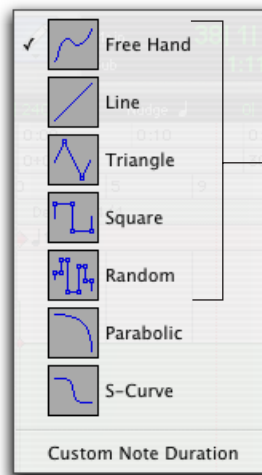 ✓ Free Hand
Line
Triangle
Square
Random
Parabolic
S-Curve
Custom Note Duration